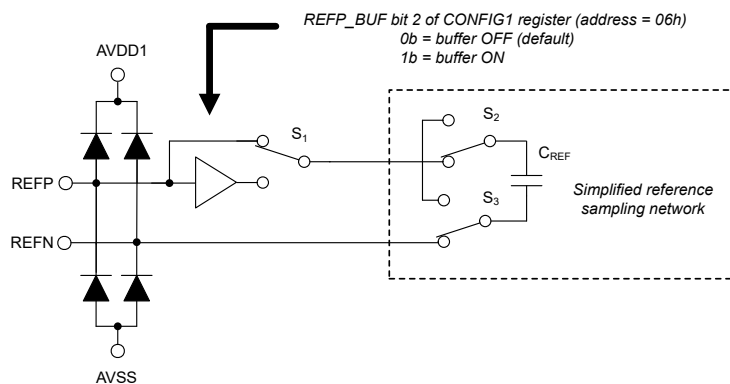 REFP_BUF bit 2 of CONFIG1 register (address = 06h)
0b = buffer OFF (default)
1b = buffer ON
AVDD1
S1
S2
CREF
REFP
S3
Simplified reference
sampling network
REFN
AVSS